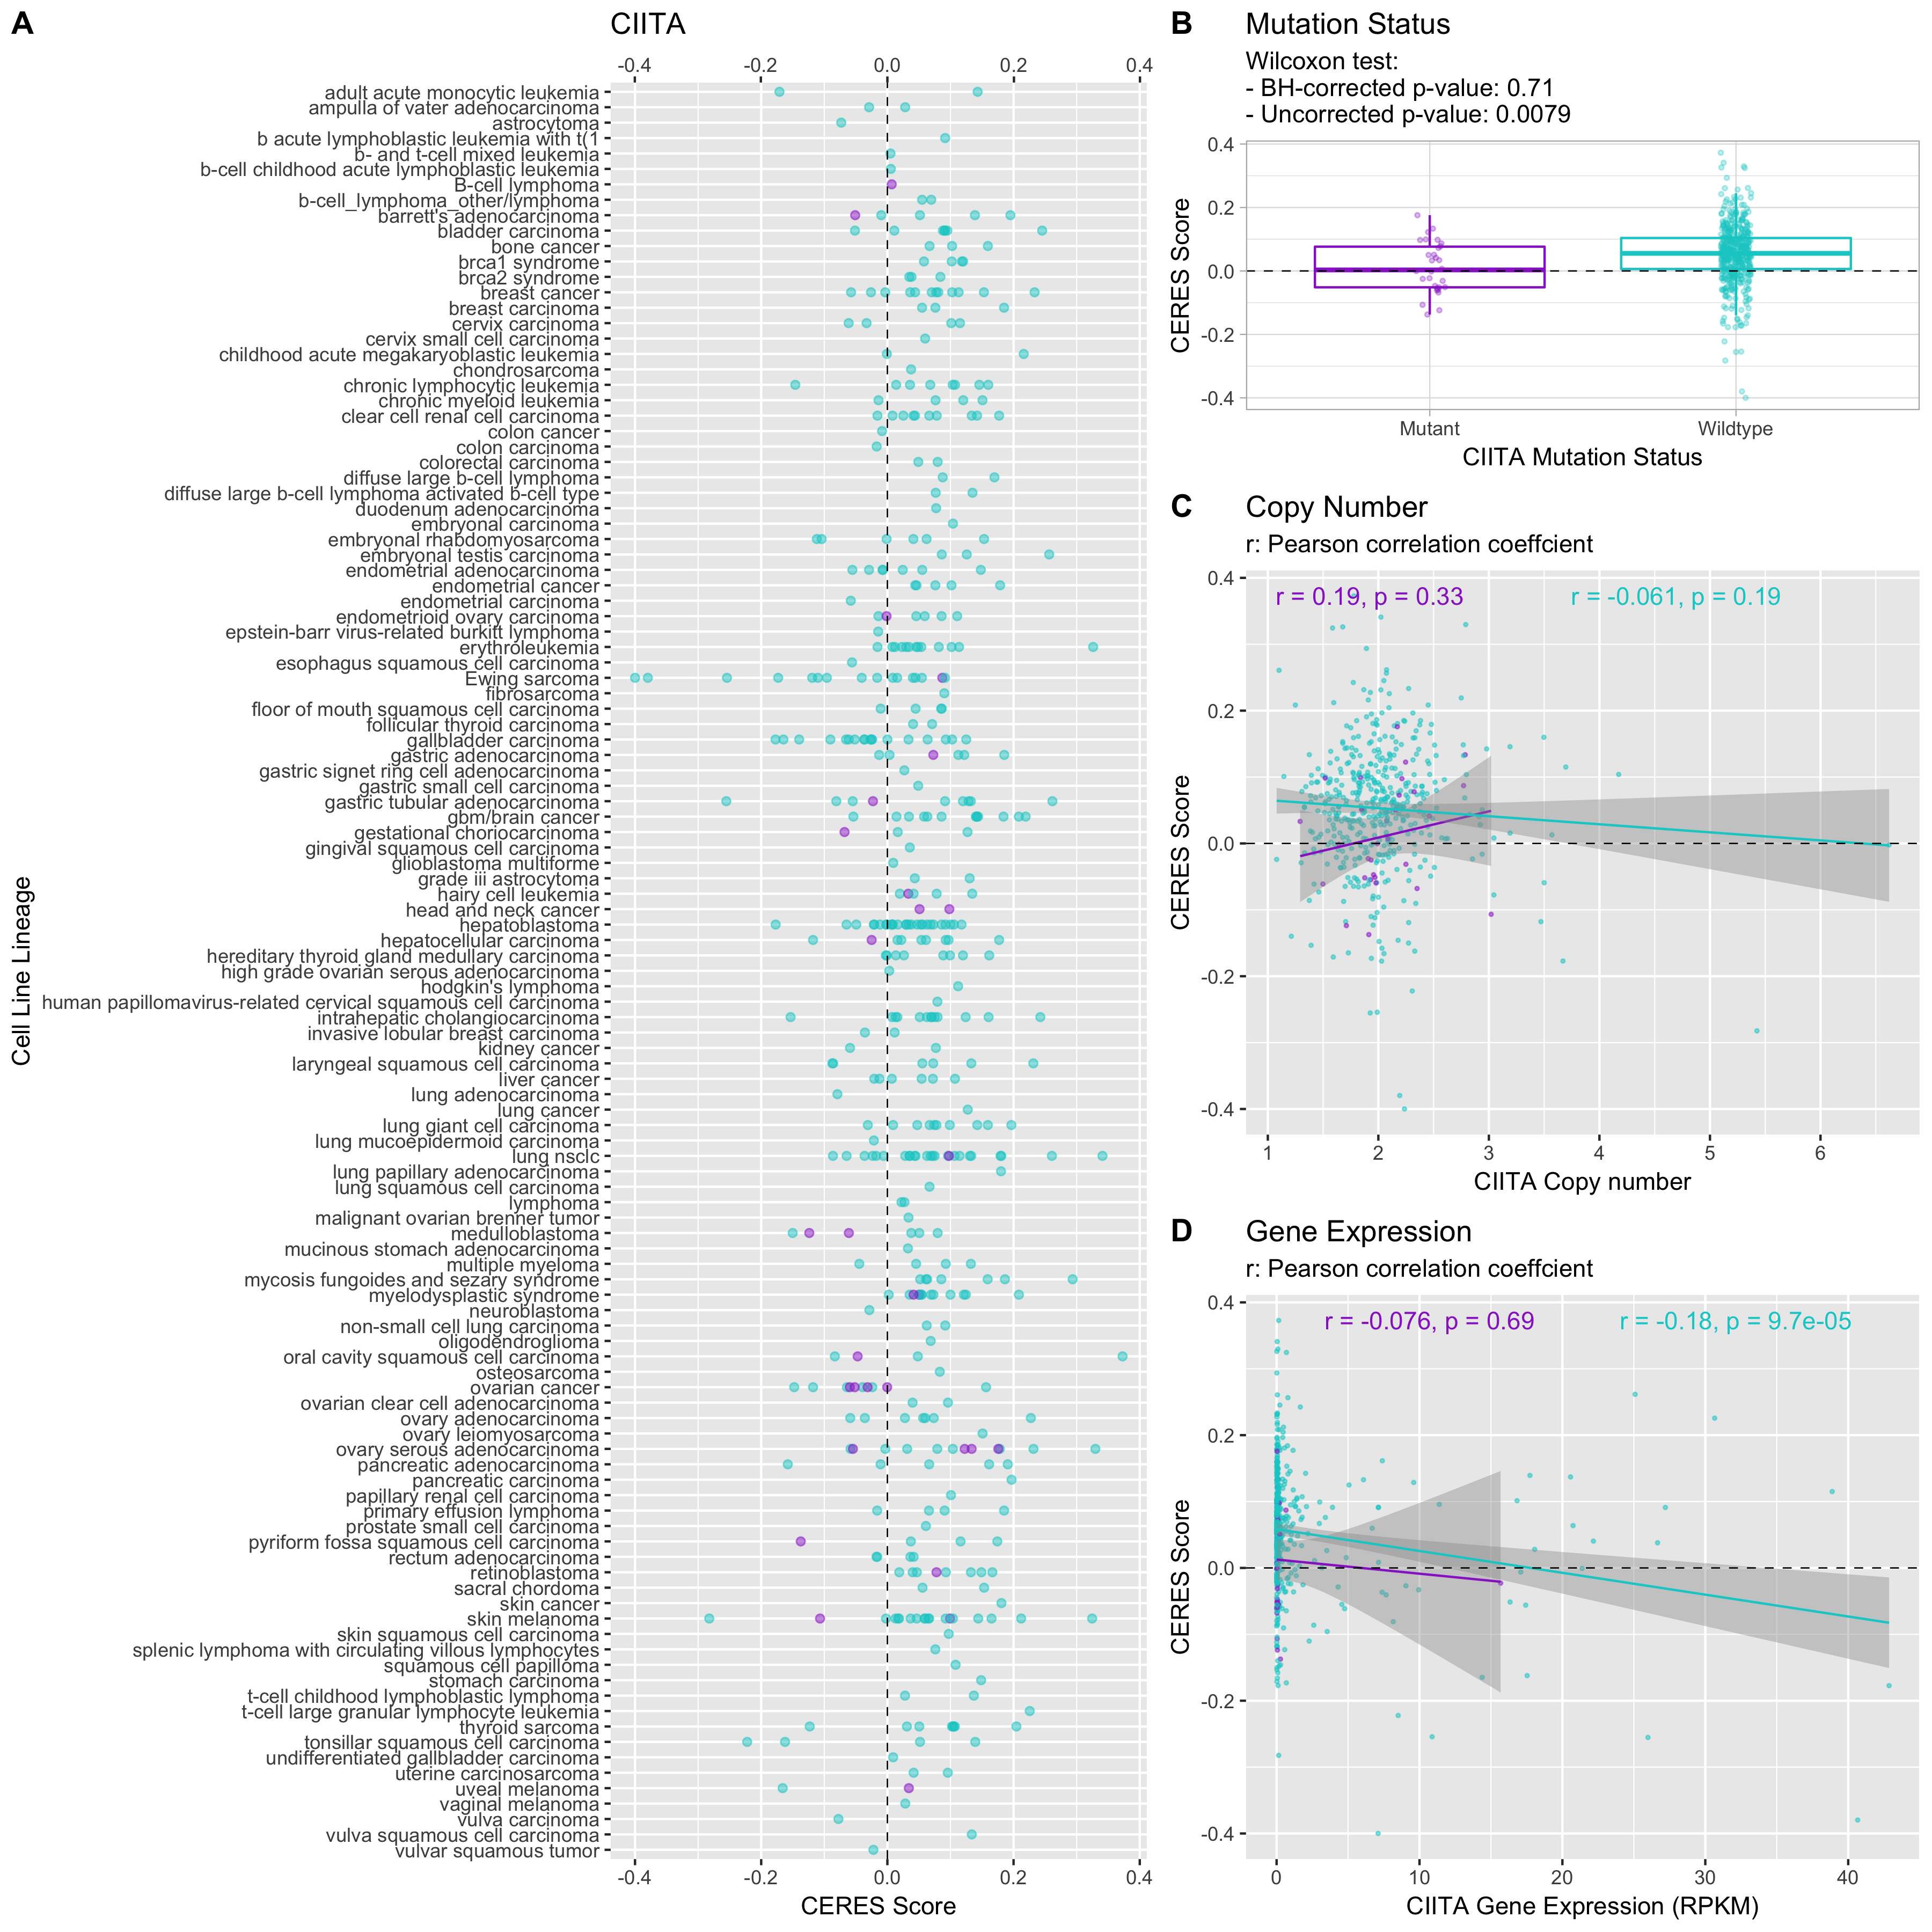 A
CIITA
-0.4 -0.2 0.0 0.2 0.4
adult acute monocytic leukemia
ampulla of vater adenocarcinoma
astrocytoma
b acute lymphoblastic leukemia with t(1
b- and t-cell mixed leukemia
b-cell childhood acute lymphoblastic leukemia
B-cell lymphoma
b-cell_lymphoma_other/lymphoma
barrett's adenocarcinoma
bladder carcinoma
bone cancer
brca1 syndrome
brca2 syndrome
breast cancer
breast carcinoma
cervix carcinoma
cervix small cell carcinoma
childhood acute megakaryoblastic leukemia
chondrosarcoma
chronic lymphocytic leukemia
chronic myeloid leukemia
clear cell renal cell carcinoma
colon cancer
colon carcinoma
colorectal carcinoma
diffuse large b-cell lymphoma
diffuse large b-cell lymphoma activated b-cell type
duodenum adenocarcinoma
embryonal carcinoma
embryonal rhabdomyosarcoma
embryonal testis carcinoma
endometrial adenocarcinoma
endometrial cancer
endometrial carcinoma
endometrioid ovary carcinoma
epstein-barr virus-related burkitt lymphoma
erythroleukemia
esophagus squamous cell carcinoma
Ewing sarcoma
fibrosarcoma
floor of mouth squamous cell carcinoma
follicular thyroid carcinoma
gallbladder carcinoma
gastric adenocarcinoma
gastric signet ring cell adenocarcinoma
gastric small cell carcinoma
gastric tubular adenocarcinoma
gbm/brain cancer
gestational choriocarcinoma
gingival squamous cell carcinoma
glioblastoma multiforme
grade iii astrocytoma
hairy cell leukemia
head and neck cancer
hepatoblastoma
hepatocellular carcinoma
hereditary thyroid gland medullary carcinoma
high grade ovarian serous adenocarcinoma
hodgkin's lymphoma
human papillomavirus-related cervical squamous cell carcinoma
intrahepatic cholangiocarcinoma
invasive lobular breast carcinoma
kidney cancer
laryngeal squamous cell carcinoma
liver cancer
lung adenocarcinoma
lung cancer
lung giant cell carcinoma
lung mucoepidermoid carcinoma
lung nsclc
lung papillary adenocarcinoma
lung squamous cell carcinoma
lymphoma
malignant ovarian brenner tumor
medulloblastoma
mucinous stomach adenocarcinoma
multiple myeloma
mycosis fungoides and sezary syndrome
myelodysplastic syndrome
neuroblastoma
non-small cell lung carcinoma
oligodendroglioma
oral cavity squamous cell carcinoma
osteosarcoma
ovarian cancer
ovarian clear cell adenocarcinoma
ovary adenocarcinoma
ovary leiomyosarcoma
ovary serous adenocarcinoma
pancreatic adenocarcinoma
pancreatic carcinoma
papillary renal cell carcinoma
primary effusion lymphoma
prostate small cell carcinoma
pyriform fossa squamous cell carcinoma
rectum adenocarcinoma
retinoblastoma
sacral chordoma
skin cancer
skin melanoma
skin squamous cell carcinoma
splenic lymphoma with circulating villous lymphocytes
squamous cell papilloma
stomach carcinoma
t-cell childhood lymphoblastic lymphoma
t-cell large granular lymphocyte leukemia
thyroid sarcoma
tonsillar squamous cell carcinoma
undifferentiated gallbladder carcinoma
uterine carcinosarcoma
uveal melanoma
vaginal melanoma
vulva carcinoma
vulva squamous cell carcinoma
vulvar squamous tumor
-0.4 -0.2 0.0 0.2 0.4
CERES Score
Cell Line Lineage
B
Mutation Status
Wilcoxon test:
- BH-corrected p-value: 0.71
- Uncorrected p-value: 0.0079
0.4
0.2
0.0
-0.2
-0.4
CERES Score
Mutant Wildtype
CIITA Mutation Status
C
Copy Number
r: Pearson correlation coeffcient
r = 0.19, p = 0.33 r = -0.061, p = 0.19
0.4
0.2
0.0
-0.2
-0.4
CERES Score
1 2 3 4 5 6
CIITA Copy number
D
Gene Expression
r: Pearson correlation coeffcient
r = -0.076, p = 0.69 r = -0.18, p = 9.7e-05
0.4
0.2
0.0
-0.2
-0.4
CERES Score
0 10 20 30 40
CIITA Gene Expression (RPKM)